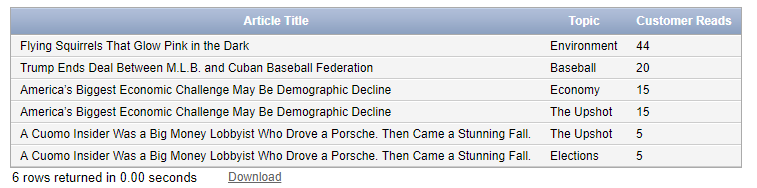 Article Title Topic Customer Reads
Flying Squirrels That Glow Pink in the Dark Environment 44
Trump Ends Deal Between M.L.B. and Cuban Baseball Federation Baseball 20
America's Biggest Economic Challenge May Be Demographic Decline Economy 15
America's Biggest Economic Challenge May Be Demographic Decline The Upshot 15
A Cuomo Insider Was a Big Money Lobbyist Who Drove a Porsche. Then Came a Stunning Fall. The Upshot 5
A Cuomo Insider Was a Big Money Lobbyist Who Drove a Porsche. Then Came a Stunning Fall. Elections 5
6 rows returned in 0.00 seconds Download